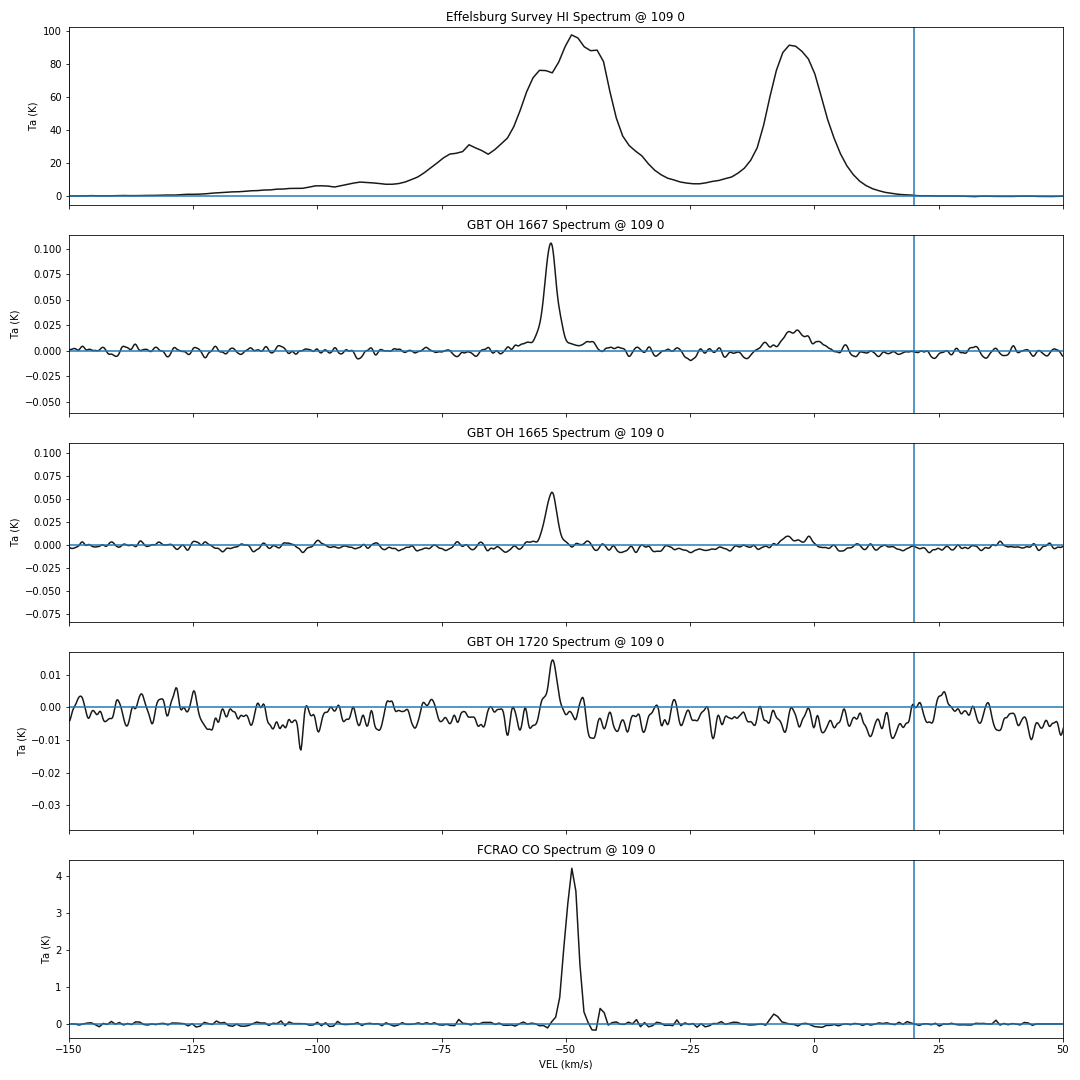 Effelsburg Survey HI Spectrum @ 109 0
100
80
60
40
20
0
Ta (K)
GBT OH 1667 Spectrum @ 109 0
0.100
0.075
0.050
0.025
0.000
−0.025
−0.050
Ta (K)
GBT OH 1665 Spectrum @ 109 0
0.100
0.075
0.050
0.025
0.000
−0.025
−0.050
−0.075
Ta (K)
GBT OH 1720 Spectrum @ 109 0
0.01
0.00
−0.01
−0.02
−0.03
Ta (K)
FCRAO CO Spectrum @ 109 0
4
3
2
1
0
Ta (K)
−150 −125 −100 −75 −50 −25 0 25 50
VEL (km/s)